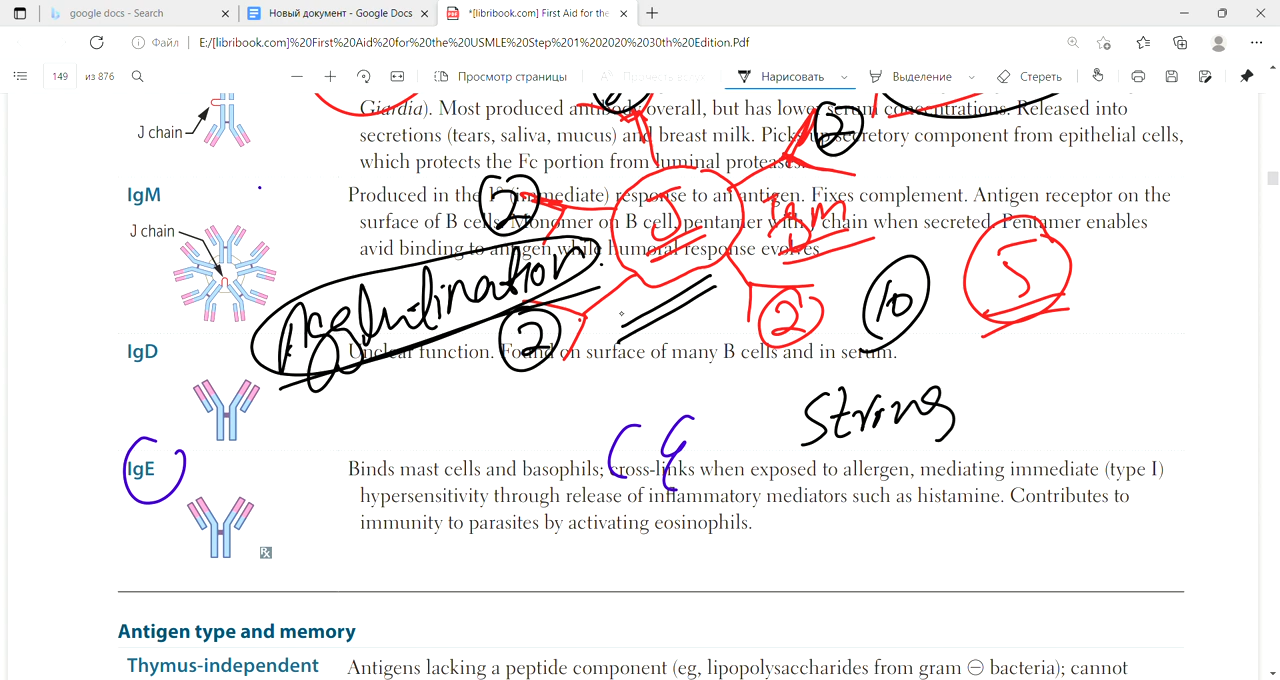 google docs - Search
Новый документ - Google Docs
*[libribook.com] First Aid for the
Файл
E:/[libribook.com]%20First%20Aid%20for%20the%20USMLE%20Step%201%202020%2030th%20Edition.Pdf
149 из 876
Просмотр страницы
Прочесть вслух
Нарисовать
Выделение
Стереть
J chain
Giardia). Most produced antibody overall, but has lower serum concentrations. Released into
secretions (tears, saliva, mucus) and breast milk. Picks up secretory component from epithelial cells,
which protects the Fc portion from luminal proteases.
IgM
J chain
Produced in the 1° (immediate) response to an antigen. Fixes complement. Antigen receptor on the
surface of B cells. Monomer on B cell, pentamer with J chain when secreted. Pentamer enables
avid binding to antigen while humoral response evolves.
2
2
2
2
5
IgM
5
10
Agglutination
IgD
Unclear function. Found on surface of many B cells and in serum.
Strong
IgE
Binds mast cells and basophils; cross-links when exposed to allergen, mediating immediate (type I)
hypersensitivity through release of inflammatory mediators such as histamine. Contributes to
immunity to parasites by activating eosinophils.
Rx
Antigen type and memory
Thymus-independent
Antigens lacking a peptide component (eg, lipopolysaccharides from gram ⊖ bacteria); cannot